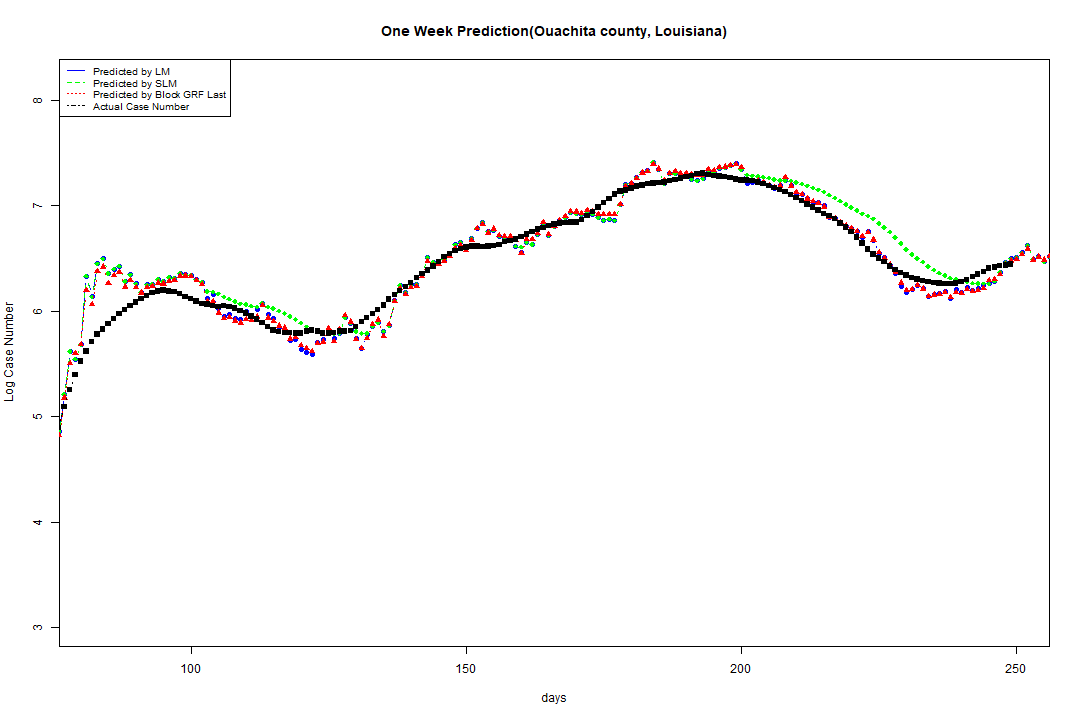 One Week Prediction(Ouachita county, Louisiana)
Predicted by LM
Predicted by SLM
Predicted by Block GRF Last
Actual Case Number
Log Case Number
8
7
6
5
4
3
100
150
200
250
days